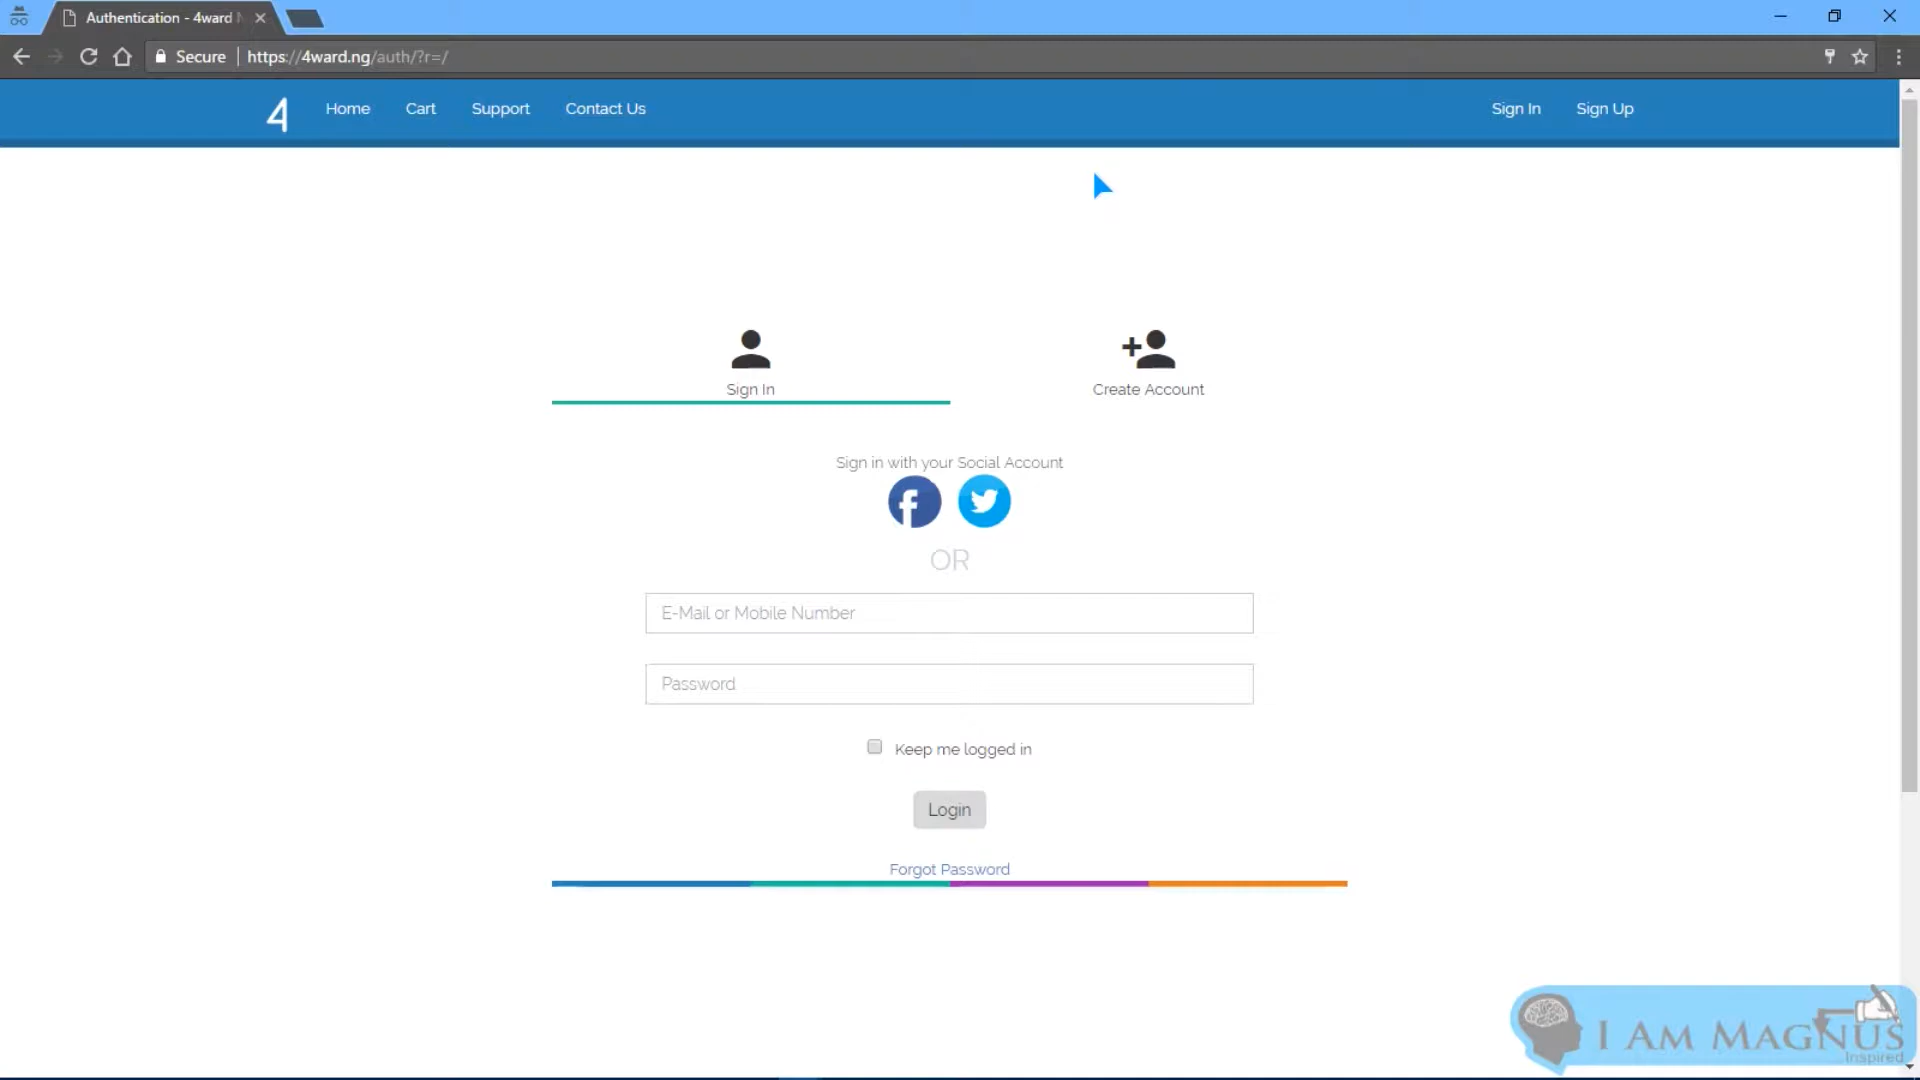 Authentication - 4ward
Secure https://4ward.ng/auth/?r=/
4 Home Cart Support Contact Us Sign In Sign Up
Sign In Create Account
Sign in with your Social Account
OR
E-Mail or Mobile Number
Password
Keep me logged in
Login
Forgot Password
I AM MAGNUS
Inspired